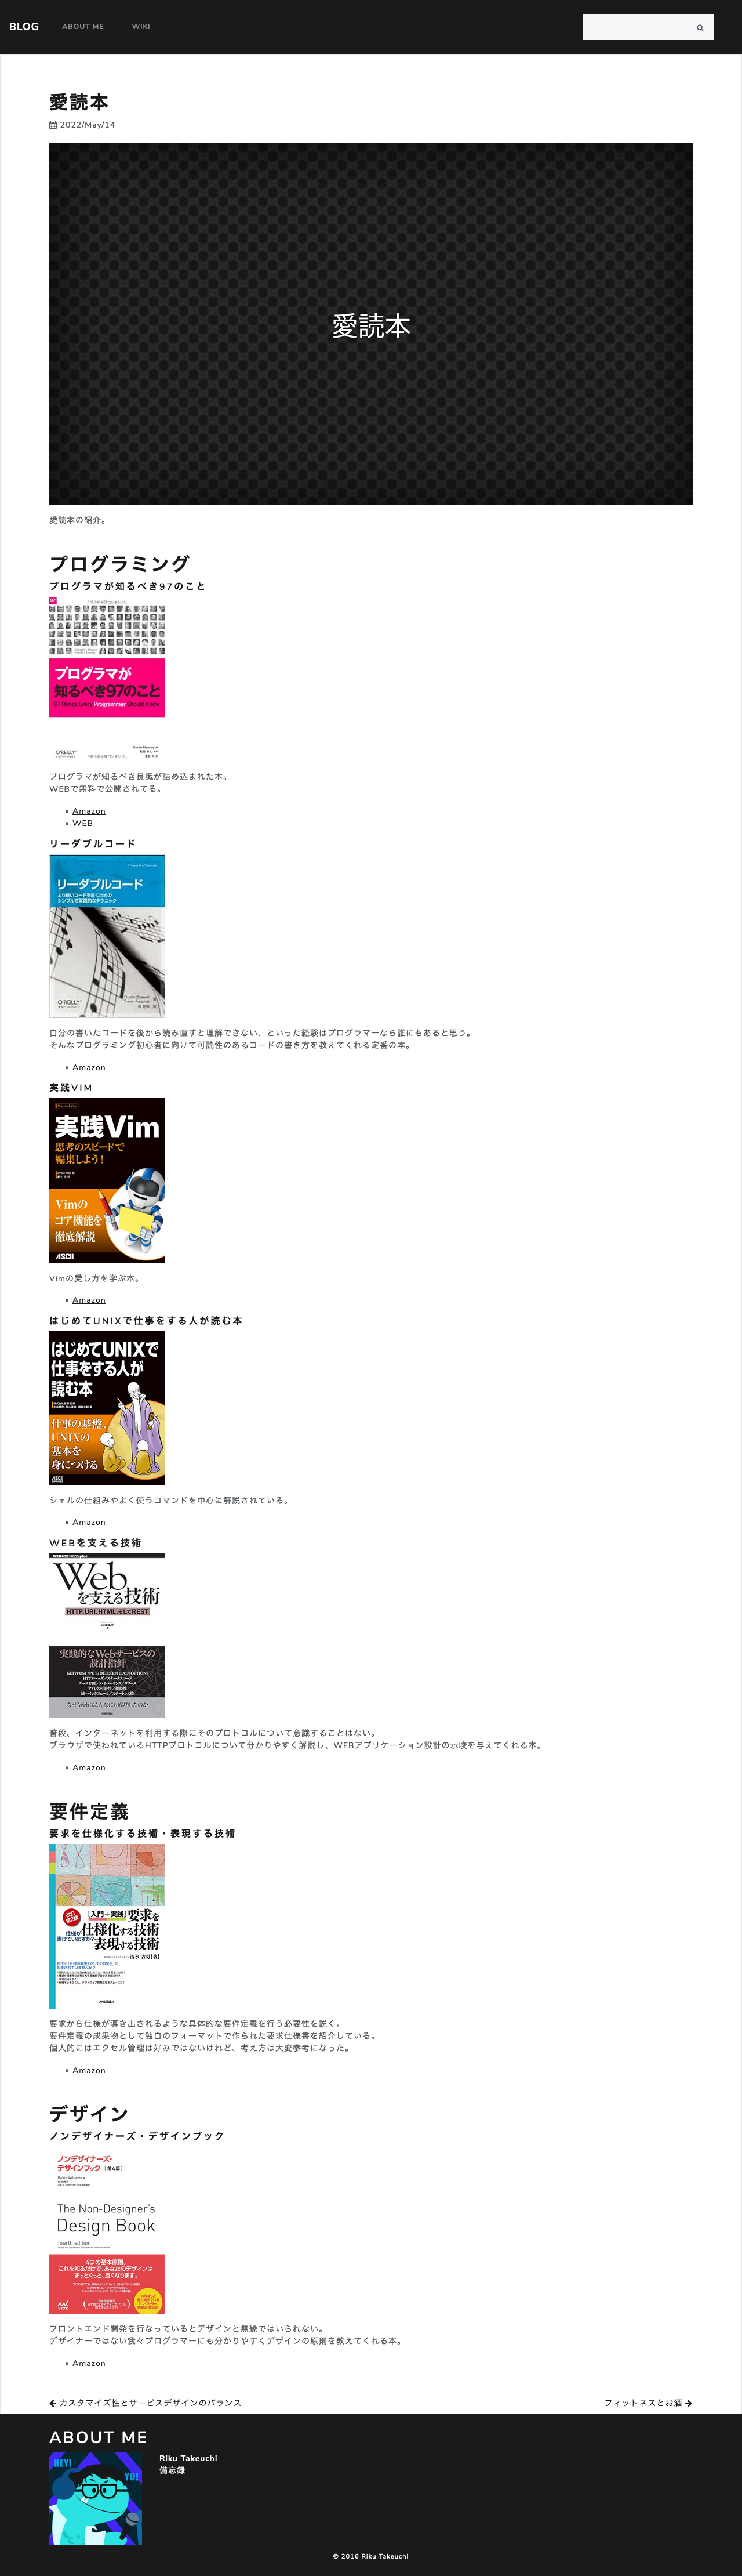 BLOG
ABOUT ME
WIKI
愛読本
2022/May/14
愛読本
愛読本の紹介。
プログラミング
プログラマが知るべき97のこと
97
プログラマが
知るべき97のこと
97Things Every Programmer Should Know
O'REILLY
プログラマが知るべき良識が詰め込まれた本。
WEBで無料で公開されてる。
Amazon
WEB
リーダブルコード
リーダブルコード
より良いコードを書くための
シンプルで実践的なテクニック
O'REILLY
自分の書いたコードを後から読み直すと理解できない、といった経験はプログラマーなら誰にもあると思う。
そんなプログラミング初心者に向けて可読性のあるコードの書き方を教えてくれる定番の本。
Amazon
実践VIM
実践Vim
思考のスピードで
編集しよう!
Vimの
コア機能を
徹底解説
ASCII
Vimの愛し方を学ぶ本。
Amazon
はじめてUNIXで仕事をする人が読む本
はじめてUNIXで
仕事をする人が
読む本
仕事の基盤、
UNIXの
基本を
身につける
ASCII
シェルの仕組みやよく使うコマンドを中心に解説されている。
Amazon
WEBを支える技術
WEB+DB PRESS plus
Web
を支える技術
HTTP、URI、HTML、そしてREST
山本陽平
実践的なWebサービスの
設計指針
なぜWebはこんなにも成功したのか
普段、インターネットを利用する際にそのプロトコルについて意識することはない。
ブラウザで使われているHTTPプロトコルについて分かりやすく解説し、WEBアプリケーション設計の示唆を与えてくれる本。
Amazon
要件定義
要求を仕様化する技術・表現する技術
改訂第2版
[入門+実践]要求を
仕様化する技術
表現する技術
仕様が
書けていますか?
清水吉男[著]
技術評論社
要求から仕様が導き出されるような具体的な要件定義を行う必要性を説く。
要件定義の成果物として独自のフォーマットで作られた要求仕様書を紹介している。
個人的にはエクセル管理は好みではないけれど、考え方は大変参考になった。
Amazon
デザイン
ノンデザイナーズ・デザインブック
ノンデザイナーズ・
デザインブック [第4版]
Robin Williams
The Non-Designer's
Design Book
fourth edition
4つの基本原則。
これを知るだけで、あなたのデザインは
ずっとぐっと、良くなります。
フロントエンド開発を行なっているとデザインと無縁ではいられない。
デザイナーではない我々プログラマーにも分かりやすくデザインの原則を教えてくれる本。
Amazon
カスタマイズ性とサービスデザインのバランス
フィットネスとお酒
ABOUT ME
HEY!
YO!
Riku Takeuchi
備忘録
© 2016 Riku Takeuchi